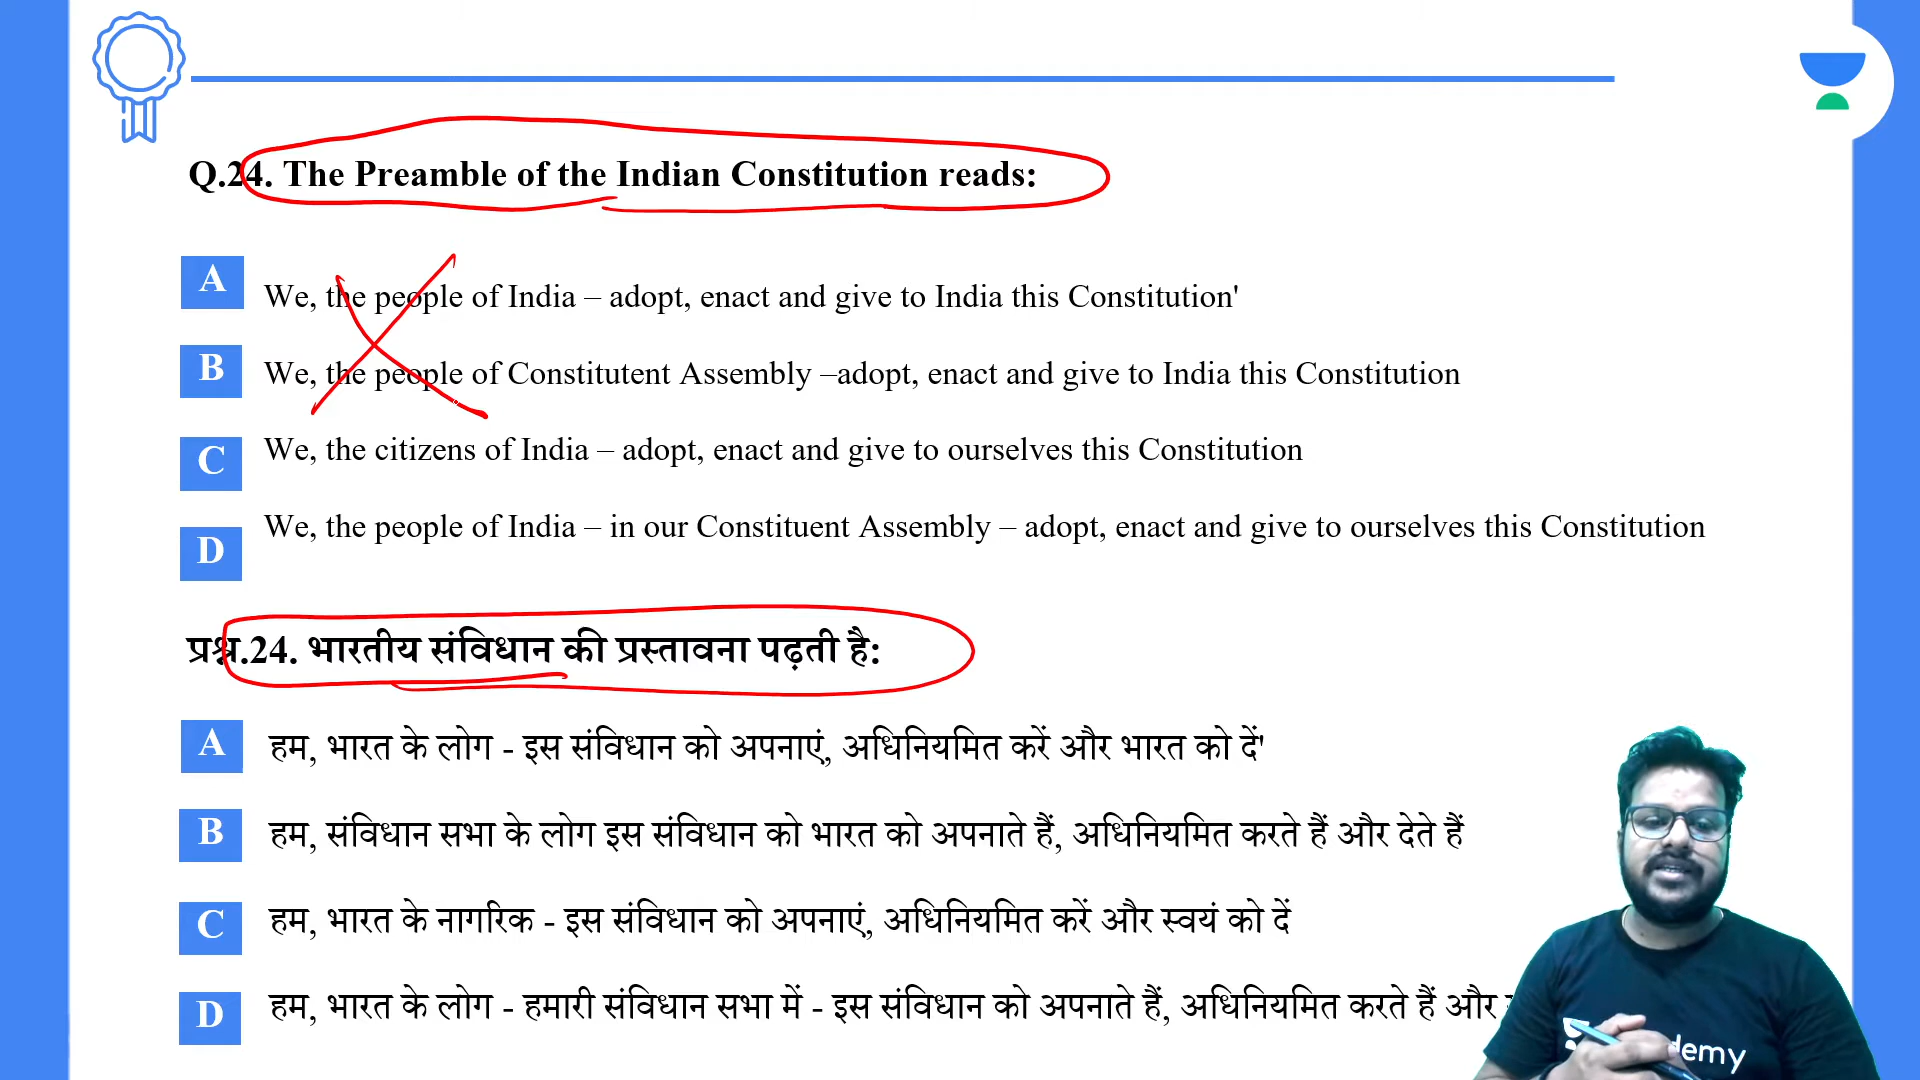 Q.24. The Preamble of the Indian Constitution reads:
A
We, the people of India – adopt, enact and give to India this Constitution'
B
We, the people of Constitutent Assembly –adopt, enact and give to India this Constitution
C
We, the citizens of India – adopt, enact and give to ourselves this Constitution
D
We, the people of India – in our Constituent Assembly – adopt, enact and give to ourselves this Constitution
प्रश्न.24. भारतीय संविधान की प्रस्तावना पढ़ती है:
A
हम, भारत के लोग - इस संविधान को अपनाएं, अधिनियमित करें और भारत को दें'
B
हम, संविधान सभा के लोग इस संविधान को भारत को अपनाते हैं, अधिनियमित करते हैं और देते हैं
C
हम, भारत के नागरिक - इस संविधान को अपनाएं, अधिनियमित करें और स्वयं को दें
D
हम, भारत के लोग - हमारी संविधान सभा में - इस संविधान को अपनाते हैं, अधिनियमित करते हैं और